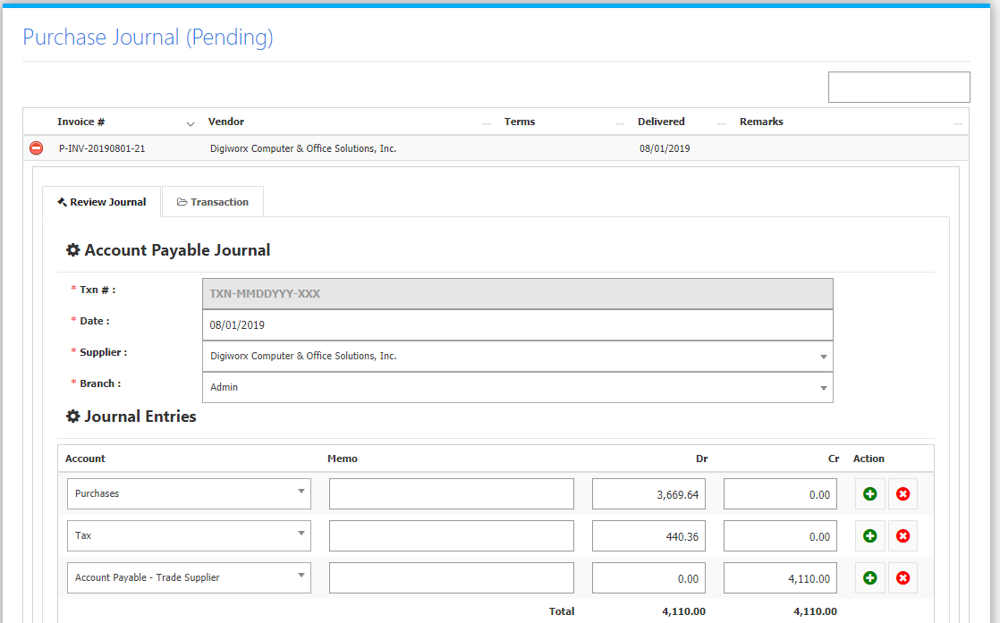 Purchase Journal (Pending)
Invoice # Vendor ... Terms ... Delivered ... Remarks ...
P-INV-20190801-21 Digiworx Computer & Office Solutions, Inc. 08/01/2019
Review Journal Transaction
Account Payable Journal
* Txn # : TXN-MMDDYYY-XXX
* Date : 08/01/2019
* Supplier : Digiworx Computer & Office Solutions, Inc.
* Branch : Admin
Journal Entries
Account Memo Dr Cr Action
Purchases 3,669.64 0.00
Tax 440.36 0.00
Account Payable - Trade Supplier 0.00 4,110.00
Total 4,110.00 4,110.00